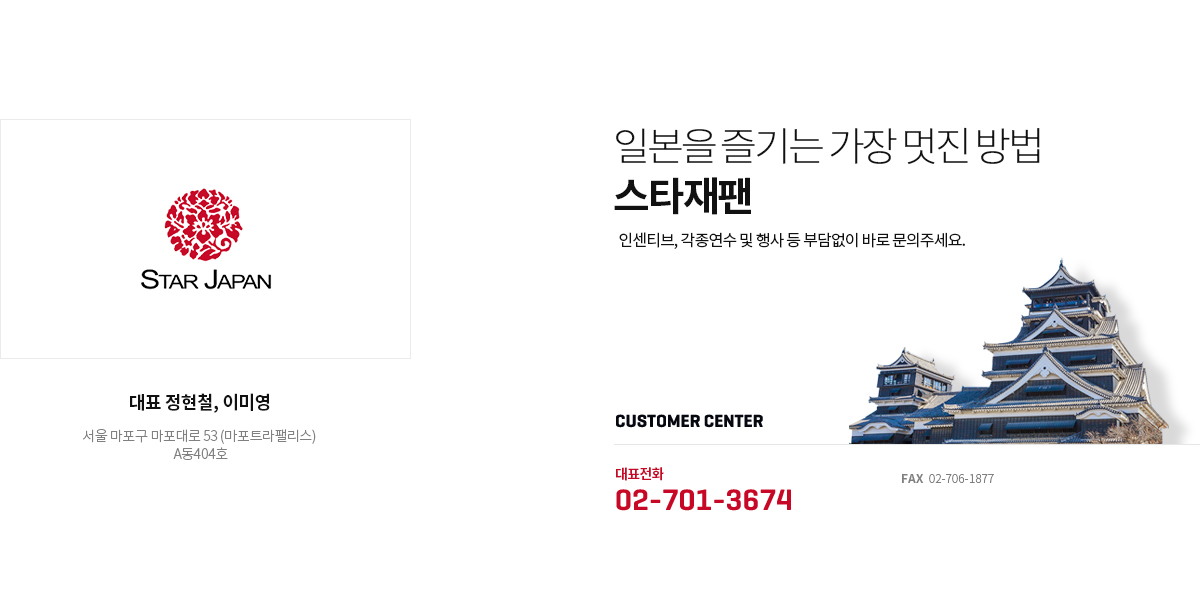 STAR JAPAN
대표 정현철, 이미영
서울 마포구 마포대로 53 (마포트라팰리스)
A동404호
일본을 즐기는 가장 멋진 방법
스타재팬
인센티브, 각종연수 및 행사 등 부담없이 바로 문의주세요.
CUSTOMER CENTER
대표전화
02-701-3674
FAX 02-706-1877